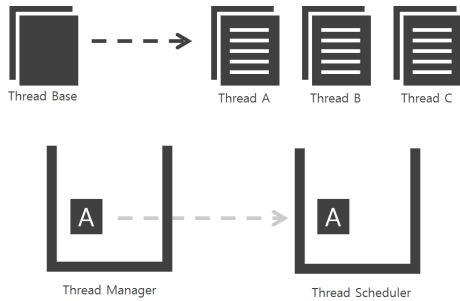 Thread Base
Thread A
Thread B
Thread C
A
A
Thread Manager
Thread Scheduler